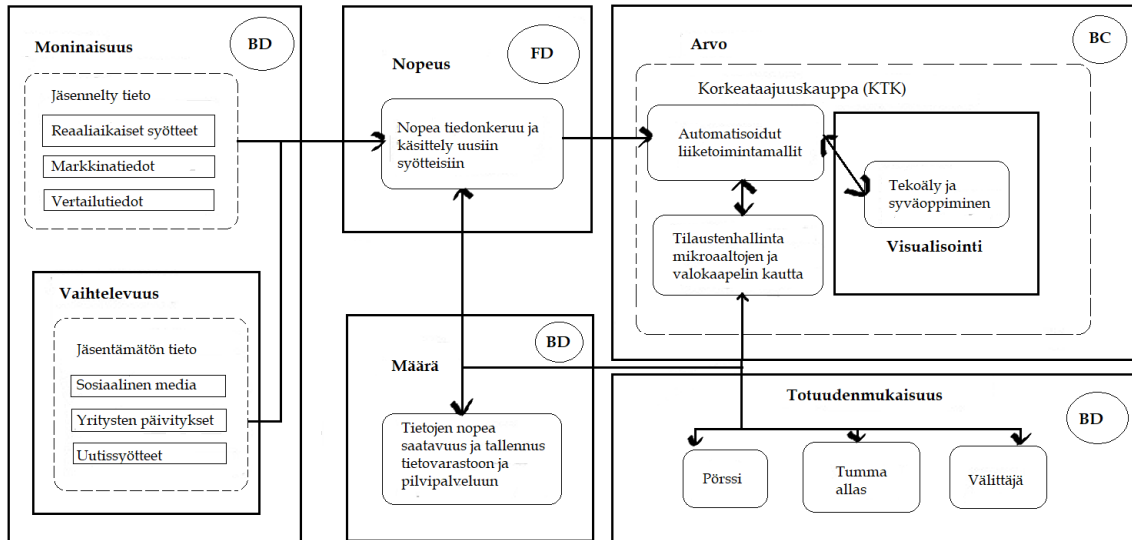 Moninaisuus
BD
Jäsennelty tieto
Reaaliaikaiset syötteet
Markkinatiedot
Vertailutiedot
Vaihtelevuus
Jäsentämätön tieto
Sosiaalinen media
Yritysten päivitykset
Uutissyötteet
Nopeus
FD
Nopea tiedonkeruu ja
käsittely uusiin
syötteisiin
Määrä
BD
Tietojen nopea
saatavuus ja tallennus
tietovarastoon ja
pilvipalveluun
Arvo
BC
Korkeataajuuskauppa (KTK)
Automatisoidut
liiketoimintamallit
Tilaustenhallinta
mikroaaltojen ja
valokaapelin kautta
Tekoäly ja
syväoppiminen
Visualisointi
Totuudenmukaisuus
BD
Pörssi
Tumma
allas
Välittäjä